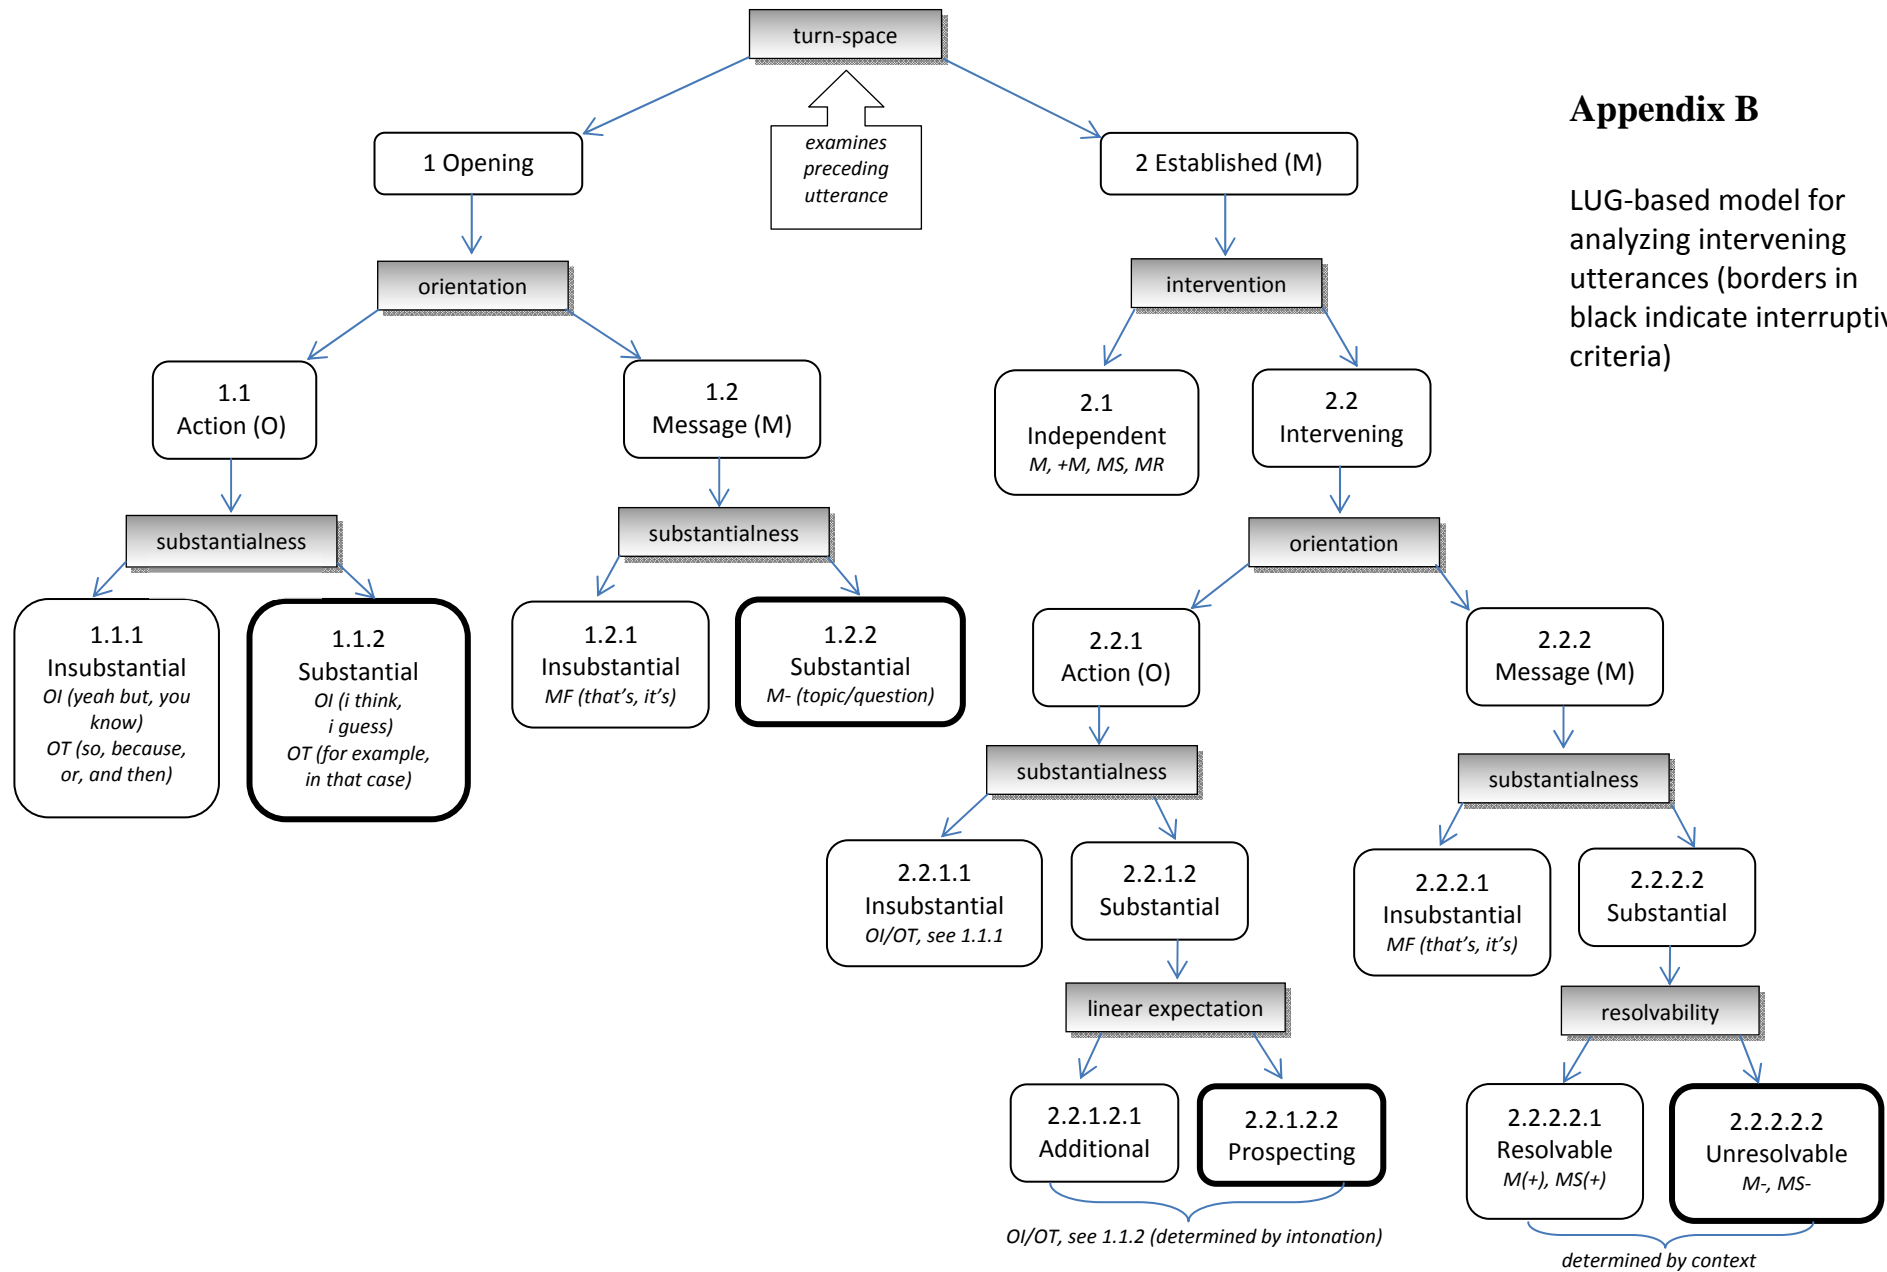 turn-space
Appendix B
examines
preceding
utterance
1 Opening
2 Established (M)
LUG-based model for
analyzing intervening
utterances (borders in
black indicate interruptiv
criteria)
orientation
intervention
1.1
Action (O)
1.2
Message (M)
2.1
Independent
M, +M, MS, MR
2.2
Intervening
substantialness
substantialness
orientation
1.1.1
Insubstantial
OI (yeah but, you
know)
OT (so, because,
or, and then)
1.1.2
Substantial
OI (i think,
i guess)
OT (for example,
in that case)
1.2.1
Insubstantial
MF (that's, it's)
1.2.2
Substantial
M- (topic/question)
2.2.1
Action (O)
2.2.2
Message (M)
substantialness
substantialness
2.2.1.1
Insubstantial
OI/OT, see 1.1.1
2.2.1.2
Substantial
2.2.2.1
Insubstantial
MF (that's, it's)
2.2.2.2
Substantial
linear expectation
resolvability
2.2.1.2.1
Additional
2.2.1.2.2
Prospecting
2.2.2.2.1
Resolvable
M(+), MS(+)
2.2.2.2.2
Unresolvable
M-, MS-
OI/OT, see 1.1.2 (determined by intonation)
determined by context